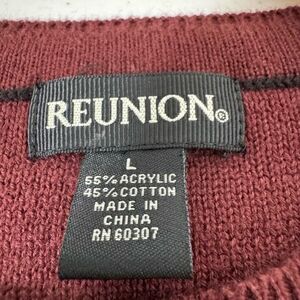 REUNION®
L
55% ACRYLIC
45% COTTON
MADE IN
CHINA
RN 60307